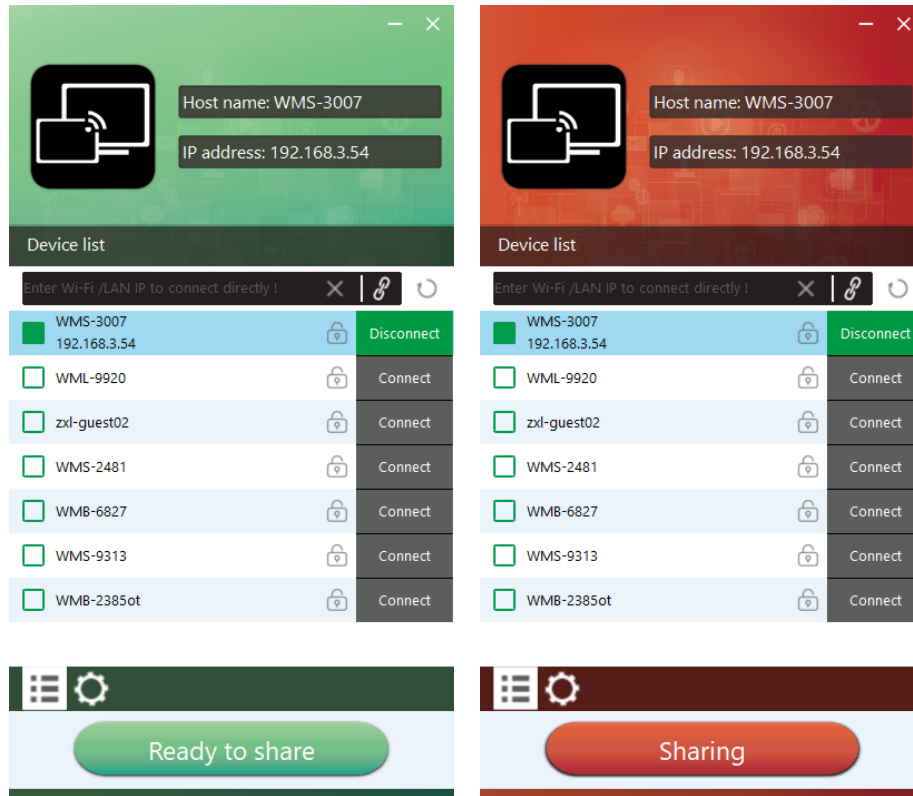 Host name: WMS-3007
IP address: 192.168.3.54
Device list
Enter Wi-Fi /LAN IP to connect directly !
WMS-3007
192.168.3.54
Disconnect
WML-9920
Connect
zxl-guest02
Connect
WMS-2481
Connect
WMB-6827
Connect
WMS-9313
Connect
WMB-2385ot
Connect
Ready to share
Host name: WMS-3007
IP address: 192.168.3.54
Device list
Enter Wi-Fi /LAN IP to connect directly !
WMS-3007
192.168.3.54
Disconnect
WML-9920
Connect
zxl-guest02
Connect
WMS-2481
Connect
WMB-6827
Connect
WMS-9313
Connect
WMB-2385ot
Connect
Sharing